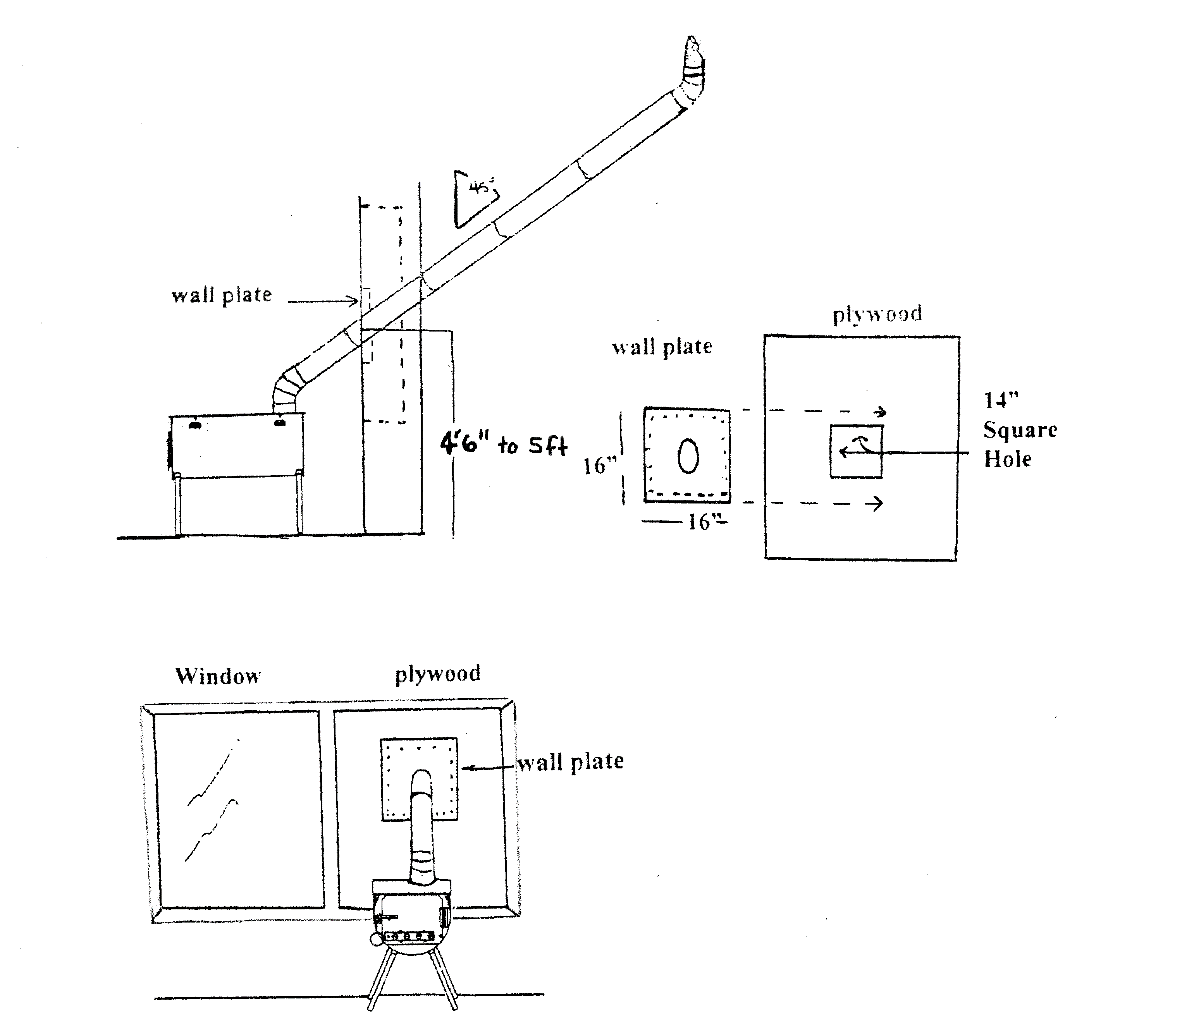 45°
wall plate
4'6" to 5ft
wall plate
16"
16"
plywood
14"
Square
Hole
Window
plywood
wall plate